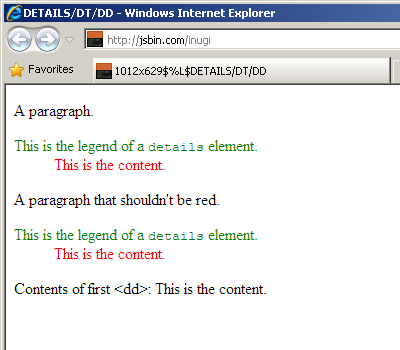 DETAILS/DT/DD - Windows Internet Explorer
http://jsbin.com/inugi
Favorites
1012x629$%L$DETAILS/DT/DD
A paragraph.
This is the legend of a details element.
This is the content.
A paragraph that shouldn't be red.
This is the legend of a details element.
This is the content.
Contents of first <dd>: This is the content.